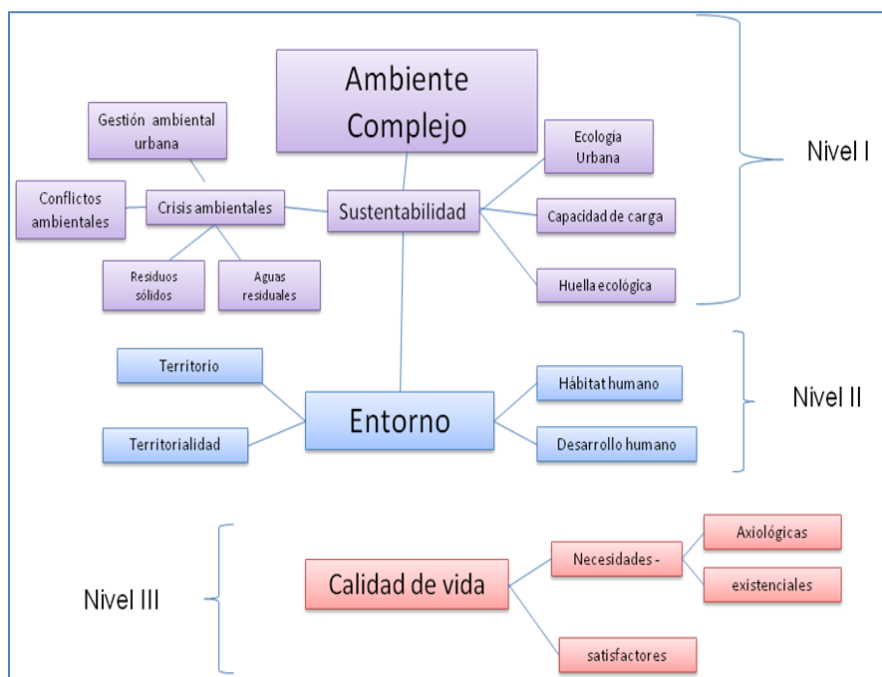 Ambiente
Complejo
Nivel I
Gestión ambiental
urbana
Ecología
Urbana
Conflictos
ambientales
Crisis ambientales
Sustentabilidad
Capacidad de carga
Residuos
sólidos
Aguas
residuales
Huella ecológica
Territorio
Hábitat humano
Nivel II
Entorno
Territorialidad
Desarrollo humano
Axiológicas
Necesidades -
existenciales
Calidad de vida
Nivel III
satisfactores